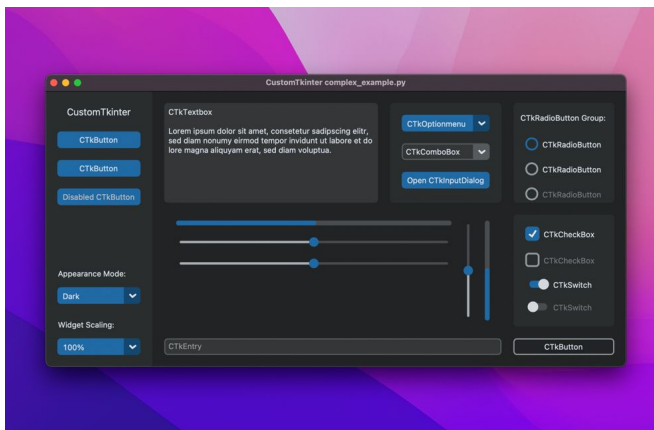 CustomTkinter complex_example.py
CustomTkinter
CTkButton
CTkButton
Disabled CTkButton
Appearance Mode:
Dark
Widget Scaling:
100%
CTkTextbox
Lorem ipsum dolor sit amet, consetetur sadipscing elitr,
sed diam nonumy eirmod tempor invidunt ut labore et do
lore magna aliquyam erat, sed diam voluptua.
CTkOptionmenu
CTkComboBox
Open CTkInputDialog
CTkRadioButton Group:
CTkRadioButton
CTkRadioButton
CTkRadioButton
CTkCheckBox
CTkCheckBox
CTkSwitch
CTkSwitch
CTkEntry
CTkButton